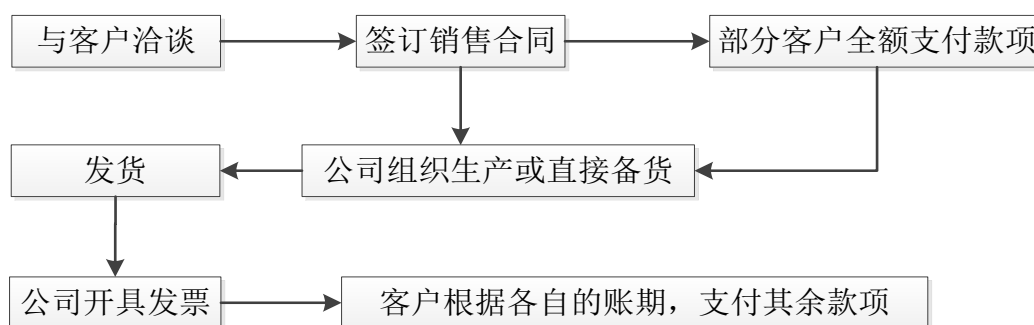 与客户洽谈
签订销售合同
部分客户全额支付款项
发货
公司组织生产或直接备货
公司开具发票
客户根据各自的账期，支付其余款项